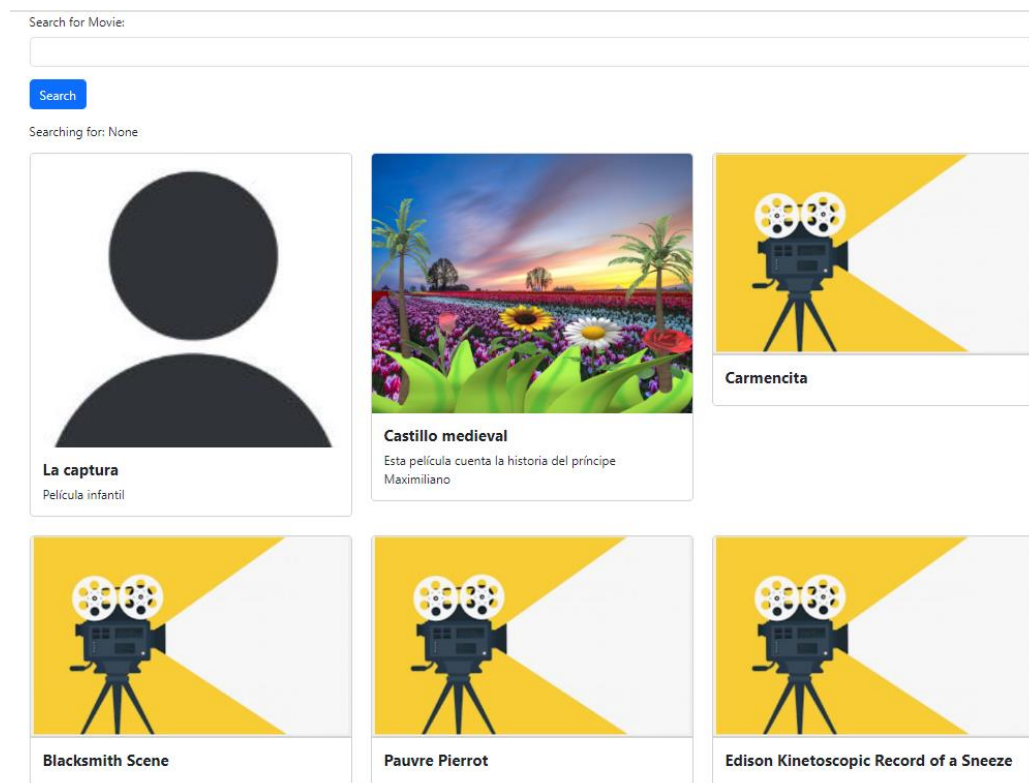 Search for Movie:
Search
Searching for: None
La captura
Película infantil
Castillo medieval
Esta película cuenta la historia del príncipe
Maximiliano
Carmencita
Blacksmith Scene
Pauvre Pierrot
Edison Kinetoscopic Record of a Sneeze